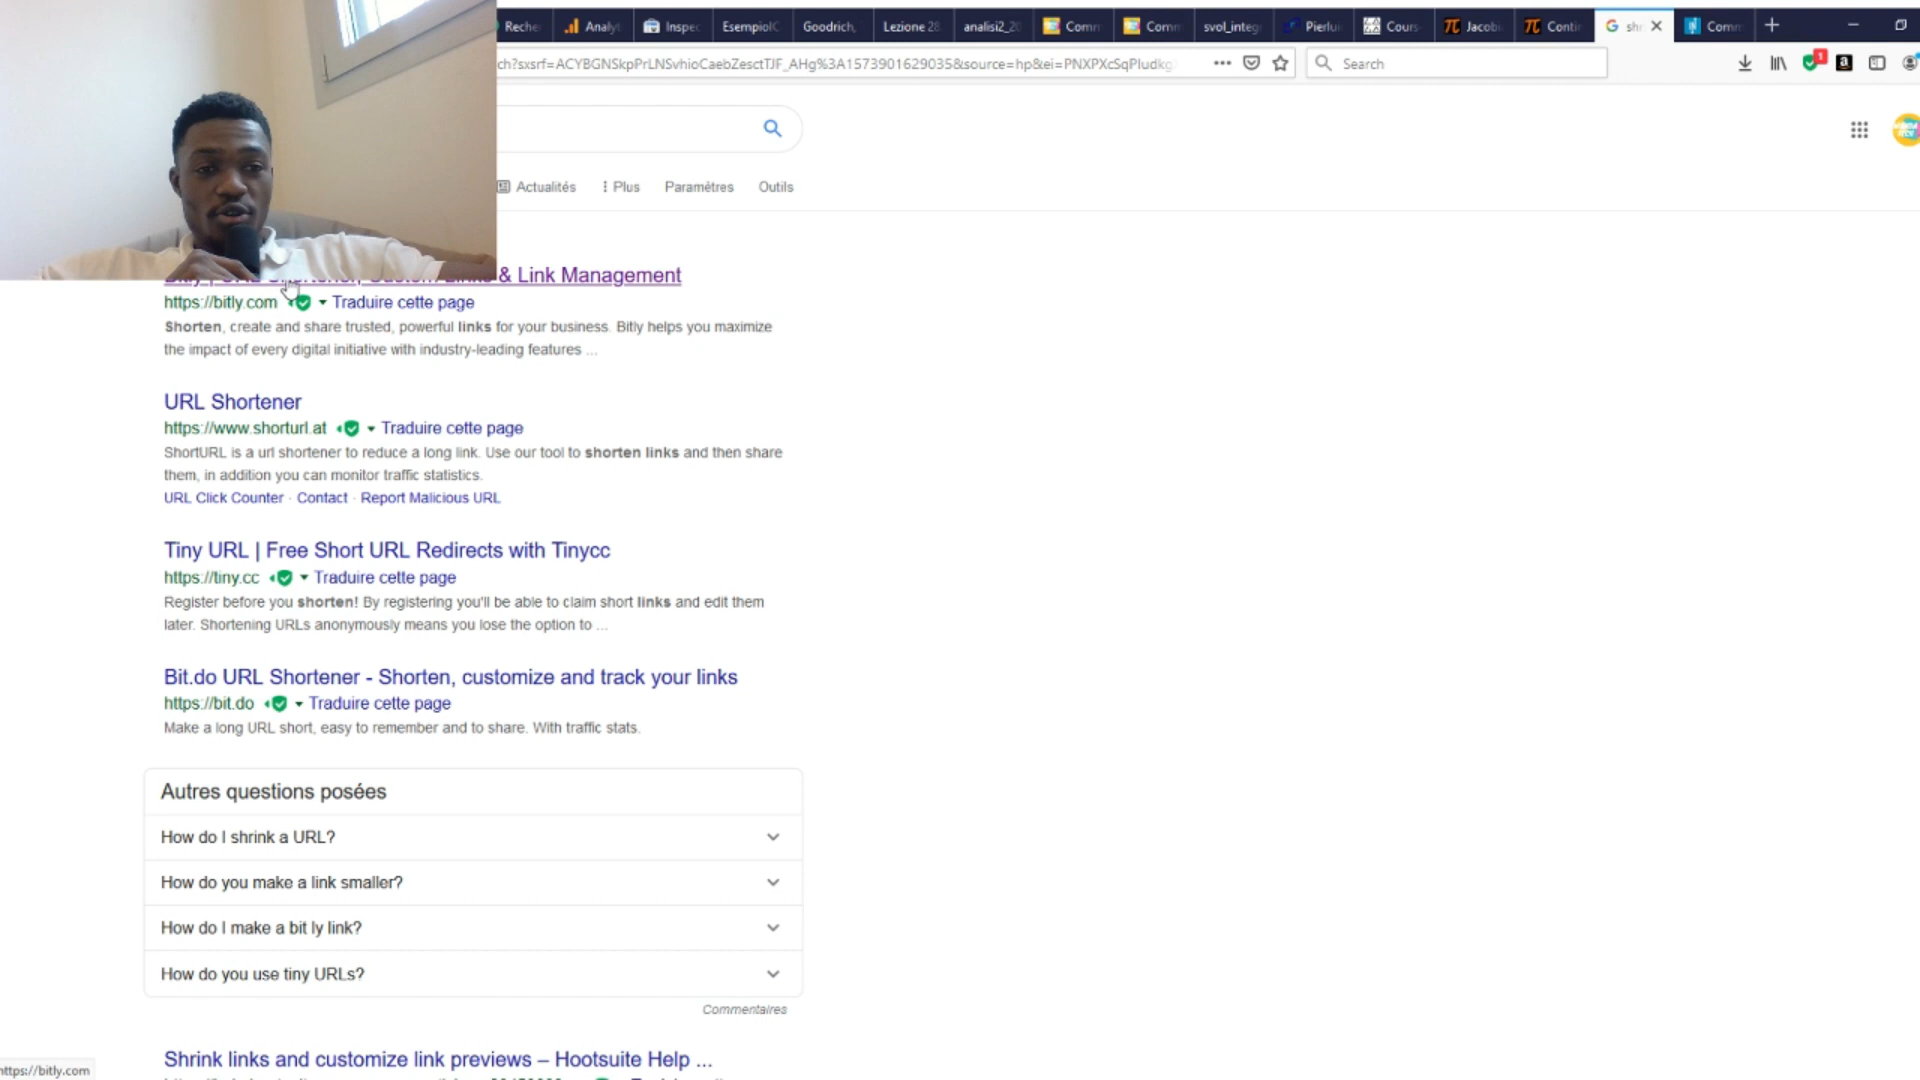 Reche
Analyt
Inspec
EsempioIC
Goodrich,
Lezione 28
analisi2_20
Comm
Comm
svol_integ
Pierlui
Cours
Jacobi
Conti
G shr
Comm
ch?sxsrf=ACYBGNSkpPrLNSvhioCaebZesctTJF_AHg%3A1573901629035&source=hp&ei=PNXPXcSqPIudkg
Search
1
Actualités
Plus
Paramètres
Outils
& Link Management
https://bitly.com Traduire cette page
Shorten, create and share trusted, powerful links for your business. Bitly helps you maximize
the impact of every digital initiative with industry-leading features ...
URL Shortener
https://www.shorturl.at Traduire cette page
ShortURL is a url shortener to reduce a long link. Use our tool to shorten links and then share
them, in addition you can monitor traffic statistics.
URL Click Counter · Contact · Report Malicious URL
Tiny URL | Free Short URL Redirects with Tinycc
https://tiny.cc Traduire cette page
Register before you shorten! By registering you'll be able to claim short links and edit them
later. Shortening URLs anonymously means you lose the option to ...
Bit.do URL Shortener - Shorten, customize and track your links
https://bit.do Traduire cette page
Make a long URL short, easy to remember and to share. With traffic stats.
Autres questions posées
How do I shrink a URL?
How do you make a link smaller?
How do I make a bit ly link?
How do you use tiny URLs?
Commentaires
Shrink links and customize link previews – Hootsuite Help ...
https://bitly.com